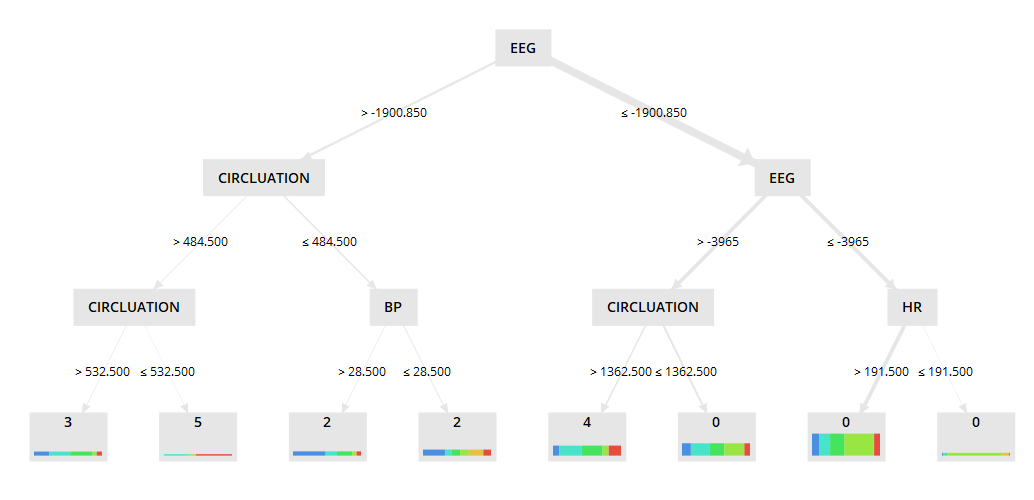 EEG
> -1900.850 ≤ -1900.850
CIRCLUATION EEG
> 484.500 ≤ 484.500 > -3965 ≤ -3965
CIRCLUATION BP CIRCLUATION HR
> 532.500 ≤ 532.500 > 28.500 ≤ 28.500 > 1362.500 ≤ 1362.500 > 191.500 ≤ 191.500
3 5 2 2 4 0 0 0